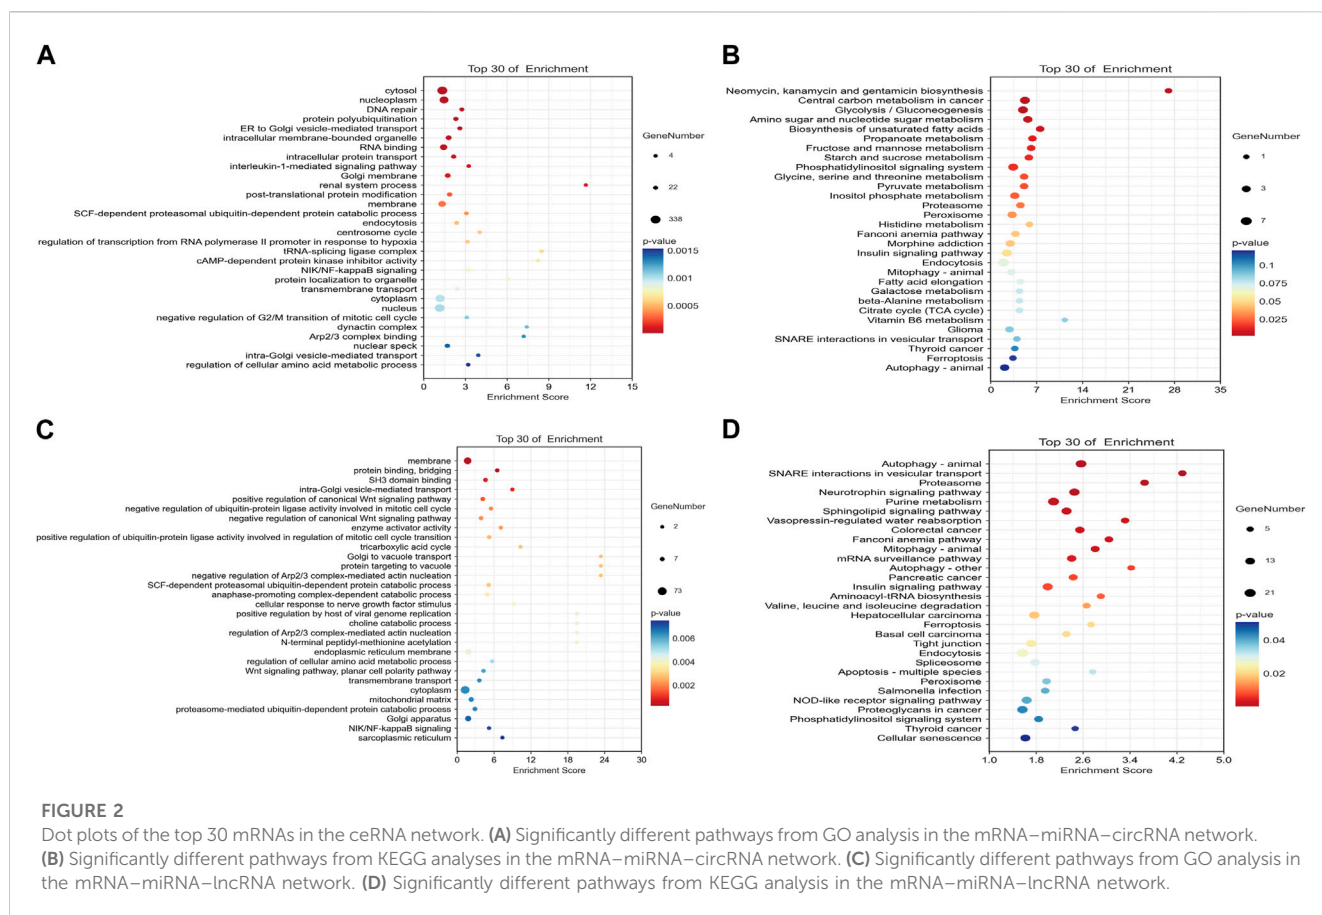 A
Top 30 of Enrichment
cytosol
nucleoplasm
DNA repair
protein polyubiquitination
ER to Golgi vesicle-mediated transport
intracellular membrane-bounded organelle
RNA binding
intracellular protein transport
interleukin-1-mediated signaling pathway
Golgi membrane
renal system process
post-translational protein modification
membrane
SCF-dependent proteasomal ubiquitin-dependent protein catabolic process
endocytosis
centrosome cycle
regulation of transcription from RNA polymerase II promoter in response to hypoxia
tRNA-splicing ligase complex
cAMP-dependent protein kinase inhibitor activity
NIK/NF-kappaB signaling
protein localization to organelle
transmembrane transport
cytoplasm
nucleus
negative regulation of G2/M transition of mitotic cell cycle
dynactin complex
Arp2/3 complex binding
nuclear speck
intra-Golgi vesicle-mediated transport
regulation of cellular amino acid metabolic process
0 3 6 9 12 15
Enrichment Score
GeneNumber
4
22
338
p-value
0.0015
0.001
0.0005
B
Top 30 of Enrichment
Neomycin, kanamycin and gentamicin biosynthesis
Central carbon metabolism in cancer
Glycolysis / Gluconeogenesis
Amino sugar and nucleotide sugar metabolism
Biosynthesis of unsaturated fatty acids
Propanoate metabolism
Fructose and mannose metabolism
Starch and sucrose metabolism
Phosphatidylinositol signaling system
Glycine, serine and threonine metabolism
Pyruvate metabolism
Inositol phosphate metabolism
Proteasome
Peroxisome
Histidine metabolism
Fanconi anemia pathway
Morphine addiction
Insulin signaling pathway
Endocytosis
Mitophagy - animal
Fatty acid elongation
Galactose metabolism
beta-Alanine metabolism
Citrate cycle (TCA cycle)
Vitamin B6 metabolism
Glioma
SNARE interactions in vesicular transport
Thyroid cancer
Ferroptosis
Autophagy - animal
0 7 14 21 28 35
Enrichment Score
GeneNumber
1
3
7
p-value
0.1
0.075
0.05
0.025
C
Top 30 of Enrichment
membrane
protein binding, bridging
SH3 domain binding
intra-Golgi vesicle-mediated transport
positive regulation of canonical Wnt signaling pathway
negative regulation of ubiquitin-protein ligase activity involved in mitotic cell cycle
negative regulation of canonical Wnt signaling pathway
enzyme activator activity
positive regulation of ubiquitin-protein ligase activity involved in regulation of mitotic cell cycle transition
tricarboxylic acid cycle
Golgi to vacuole transport
protein targeting to vacuole
negative regulation of Arp2/3 complex-mediated actin nucleation
SCF-dependent proteasomal ubiquitin-dependent protein catabolic process
anaphase-promoting complex-dependent catabolic process
cellular response to nerve growth factor stimulus
positive regulation by host of viral genome replication
choline catabolic process
regulation of Arp2/3 complex-mediated actin nucleation
N-terminal peptidyl-methionine acetylation
endoplasmic reticulum membrane
regulation of cellular amino acid metabolic process
Wnt signaling pathway, planar cell polarity pathway
transmembrane transport
cytoplasm
mitochondrial matrix
proteasome-mediated ubiquitin-dependent protein catabolic process
Golgi apparatus
NIK/NF-kappaB signaling
sarcoplasmic reticulum
0 6 12 18 24 30
Enrichment Score
GeneNumber
2
7
73
p-value
0.006
0.004
0.002
D
Top 30 of Enrichment
Autophagy - animal
SNARE interactions in vesicular transport
Proteasome
Neurotrophin signaling pathway
Purine metabolism
Sphingolipid signaling pathway
Vasopressin-regulated water reabsorption
Colorectal cancer
Fanconi anemia pathway
Mitophagy - animal
mRNA surveillance pathway
Autophagy - other
Pancreatic cancer
Insulin signaling pathway
Aminoacyl-tRNA biosynthesis
Valine, leucine and isoleucine degradation
Hepatocellular carcinoma
Ferroptosis
Basal cell carcinoma
Tight junction
Endocytosis
Spliceosome
Apoptosis - multiple species
Peroxisome
Salmonella infection
NOD-like receptor signaling pathway
Proteoglycans in cancer
Phosphatidylinositol signaling system
Thyroid cancer
Cellular senescence
1.0 1.8 2.6 3.4 4.2 5.0
Enrichment Score
GeneNumber
5
13
21
p-value
0.04
0.02
FIGURE 2
Dot plots of the top 30 mRNAs in the ceRNA network. (A) Significantly different pathways from GO analysis in the mRNA–miRNA–circRNA network.
(B) Significantly different pathways from KEGG analyses in the mRNA–miRNA–circRNA network. (C) Significantly different pathways from GO analysis in
the mRNA–miRNA–lncRNA network. (D) Significantly different pathways from KEGG analysis in the mRNA–miRNA–lncRNA network.